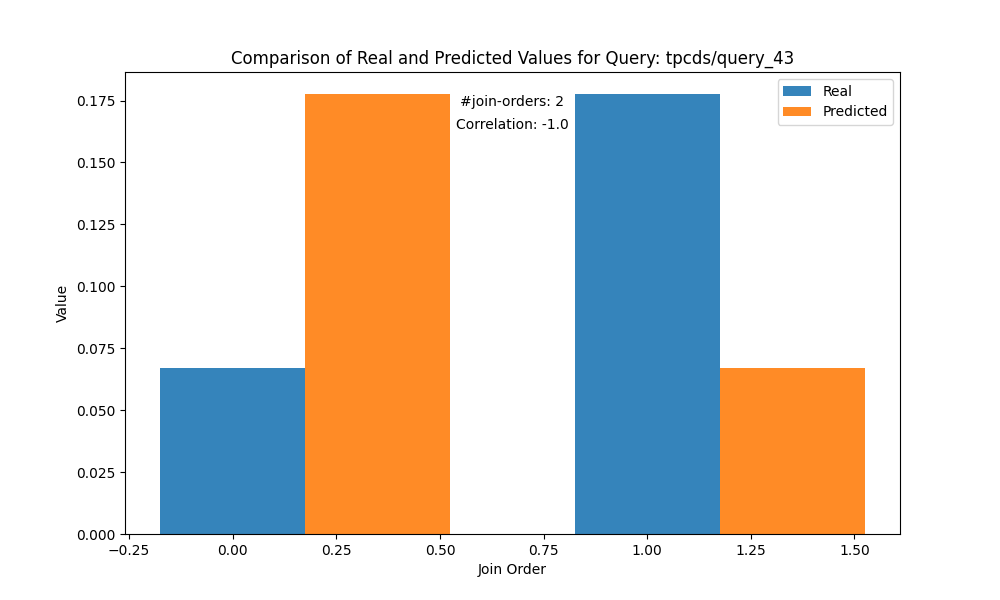 Comparison of Real and Predicted Values for Query: tpcds/query_43
#join-orders: 2
Correlation: -1.0
Real
Predicted
Value
0.175
0.150
0.125
0.100
0.075
0.050
0.025
0.000
−0.25
0.00
0.25
0.50
0.75
1.00
1.25
1.50
Join Order